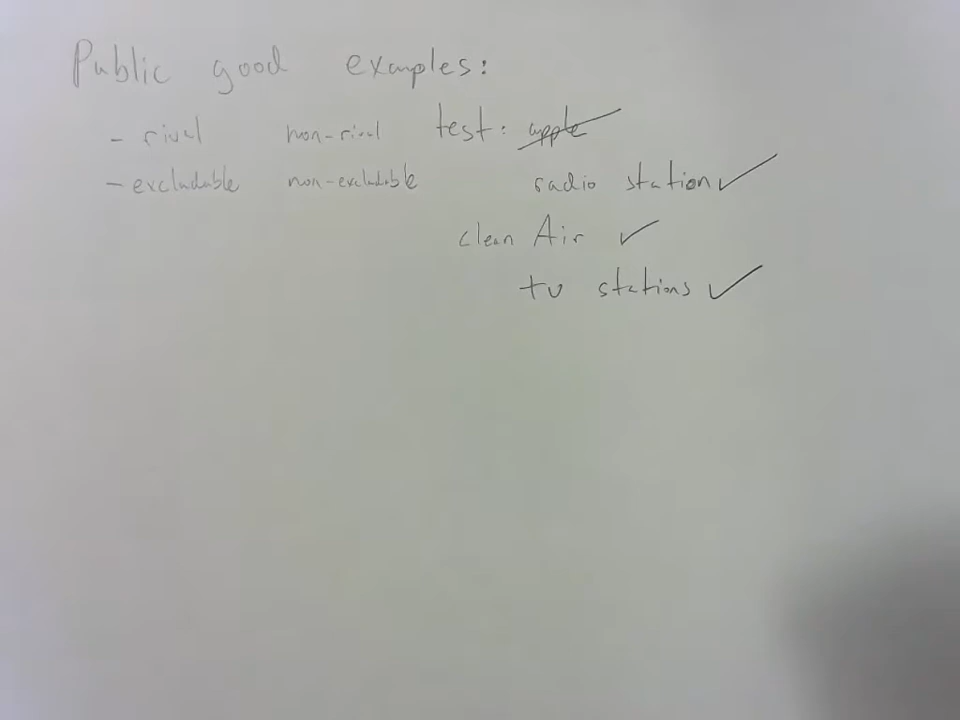 Public good examples:
- rival non-rival test: apple
- excludable non-excludable radio station ✓
clean Air ✓
tv stations ✓